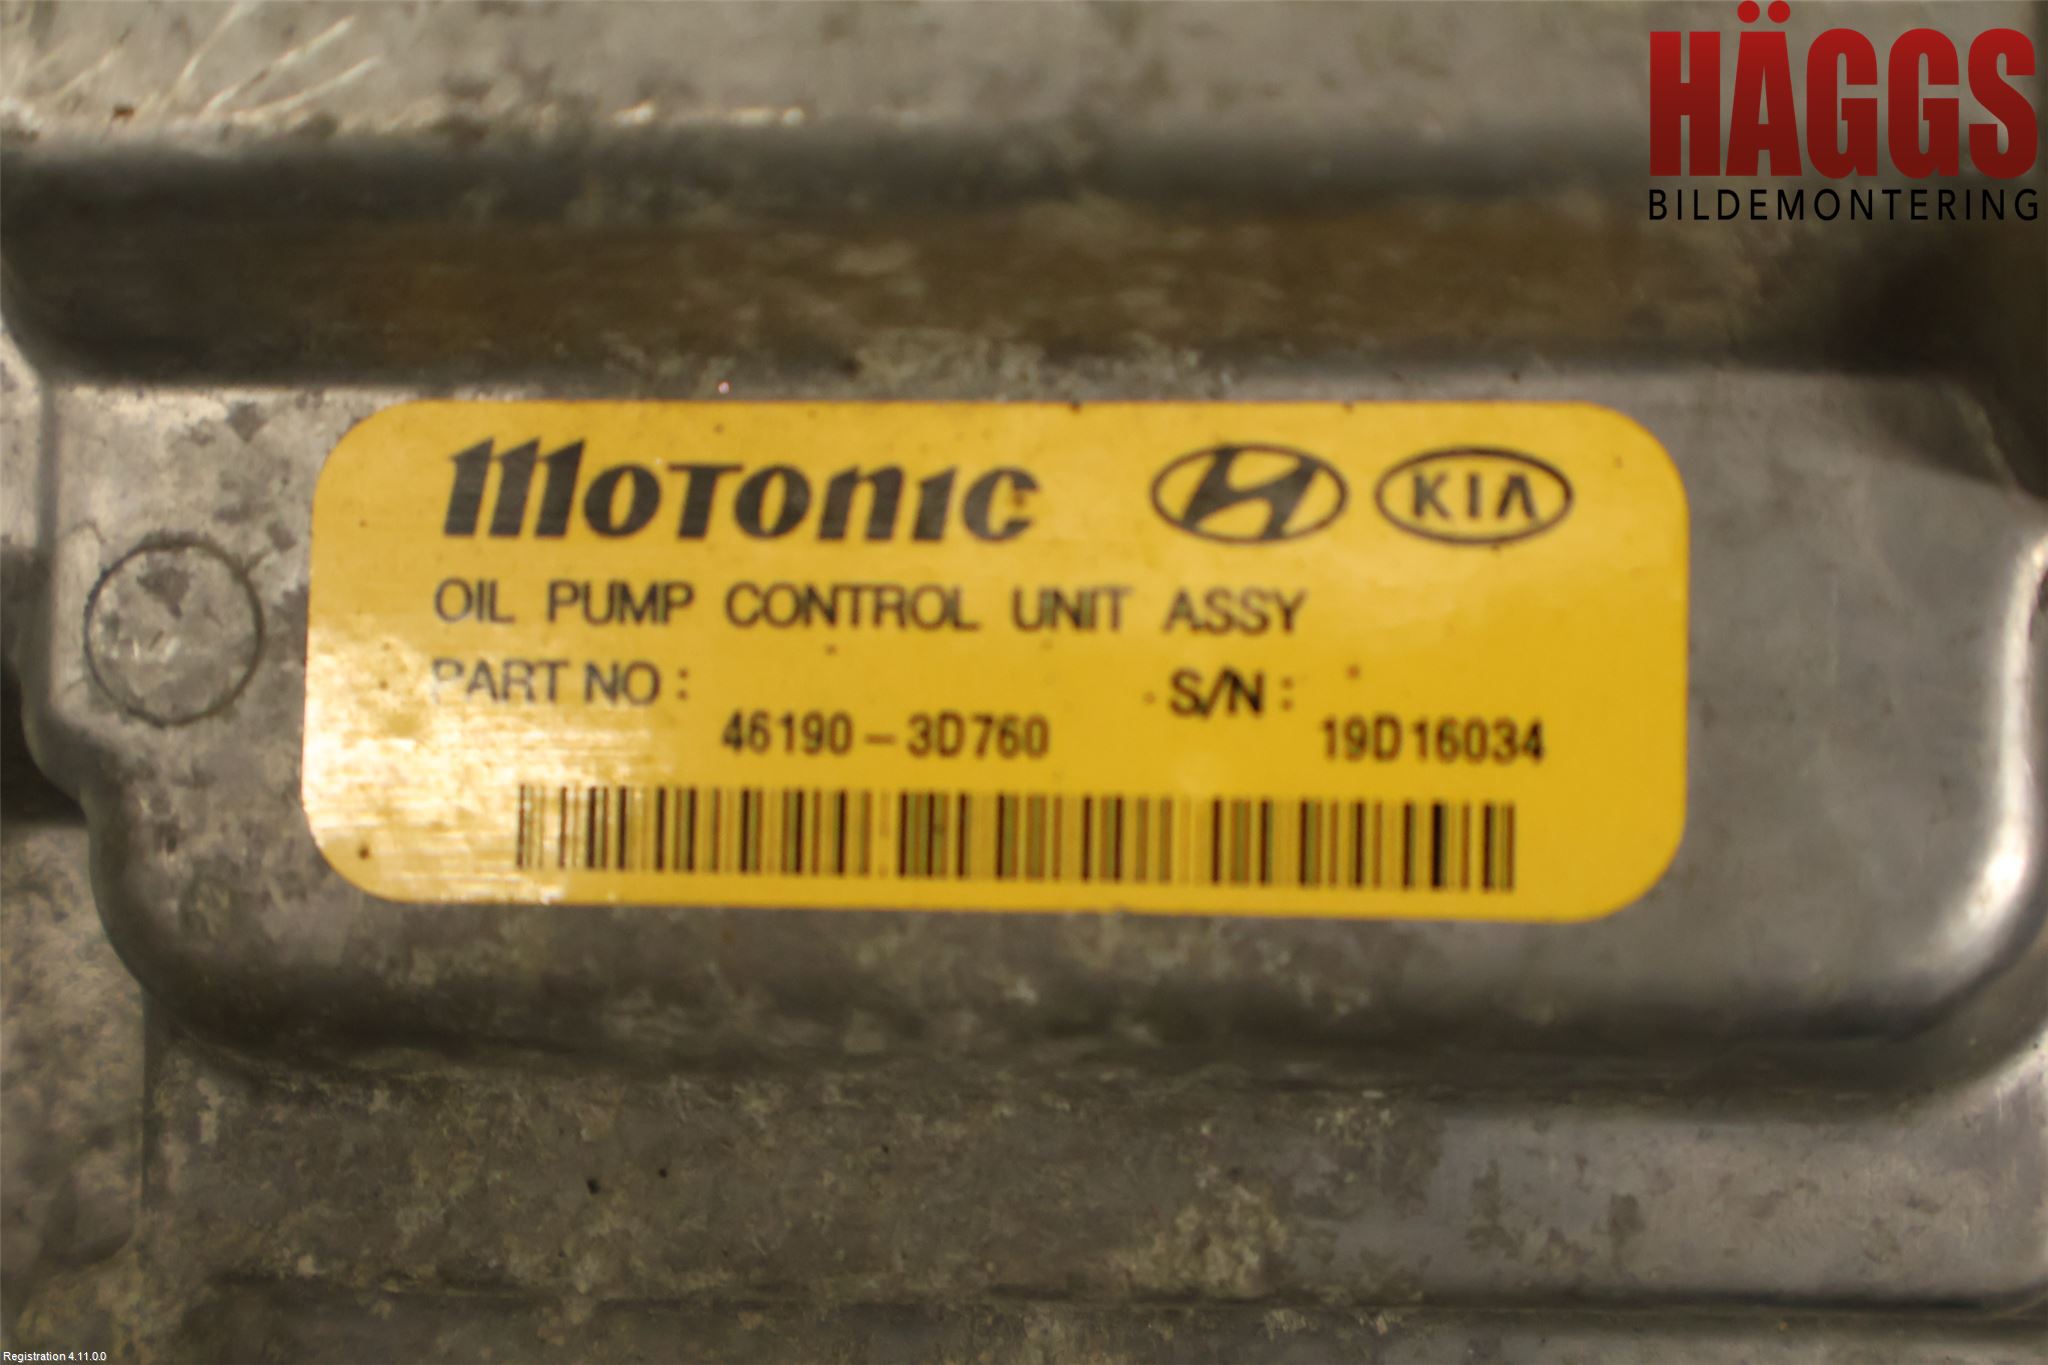 HÄGGS
BILDEMONTERING
MOTONIC H KIA
OIL PUMP CONTROL UNIT ASSY
PART NO : S/N :
46190-3D760 19D16034
Registration 4.11.0.0